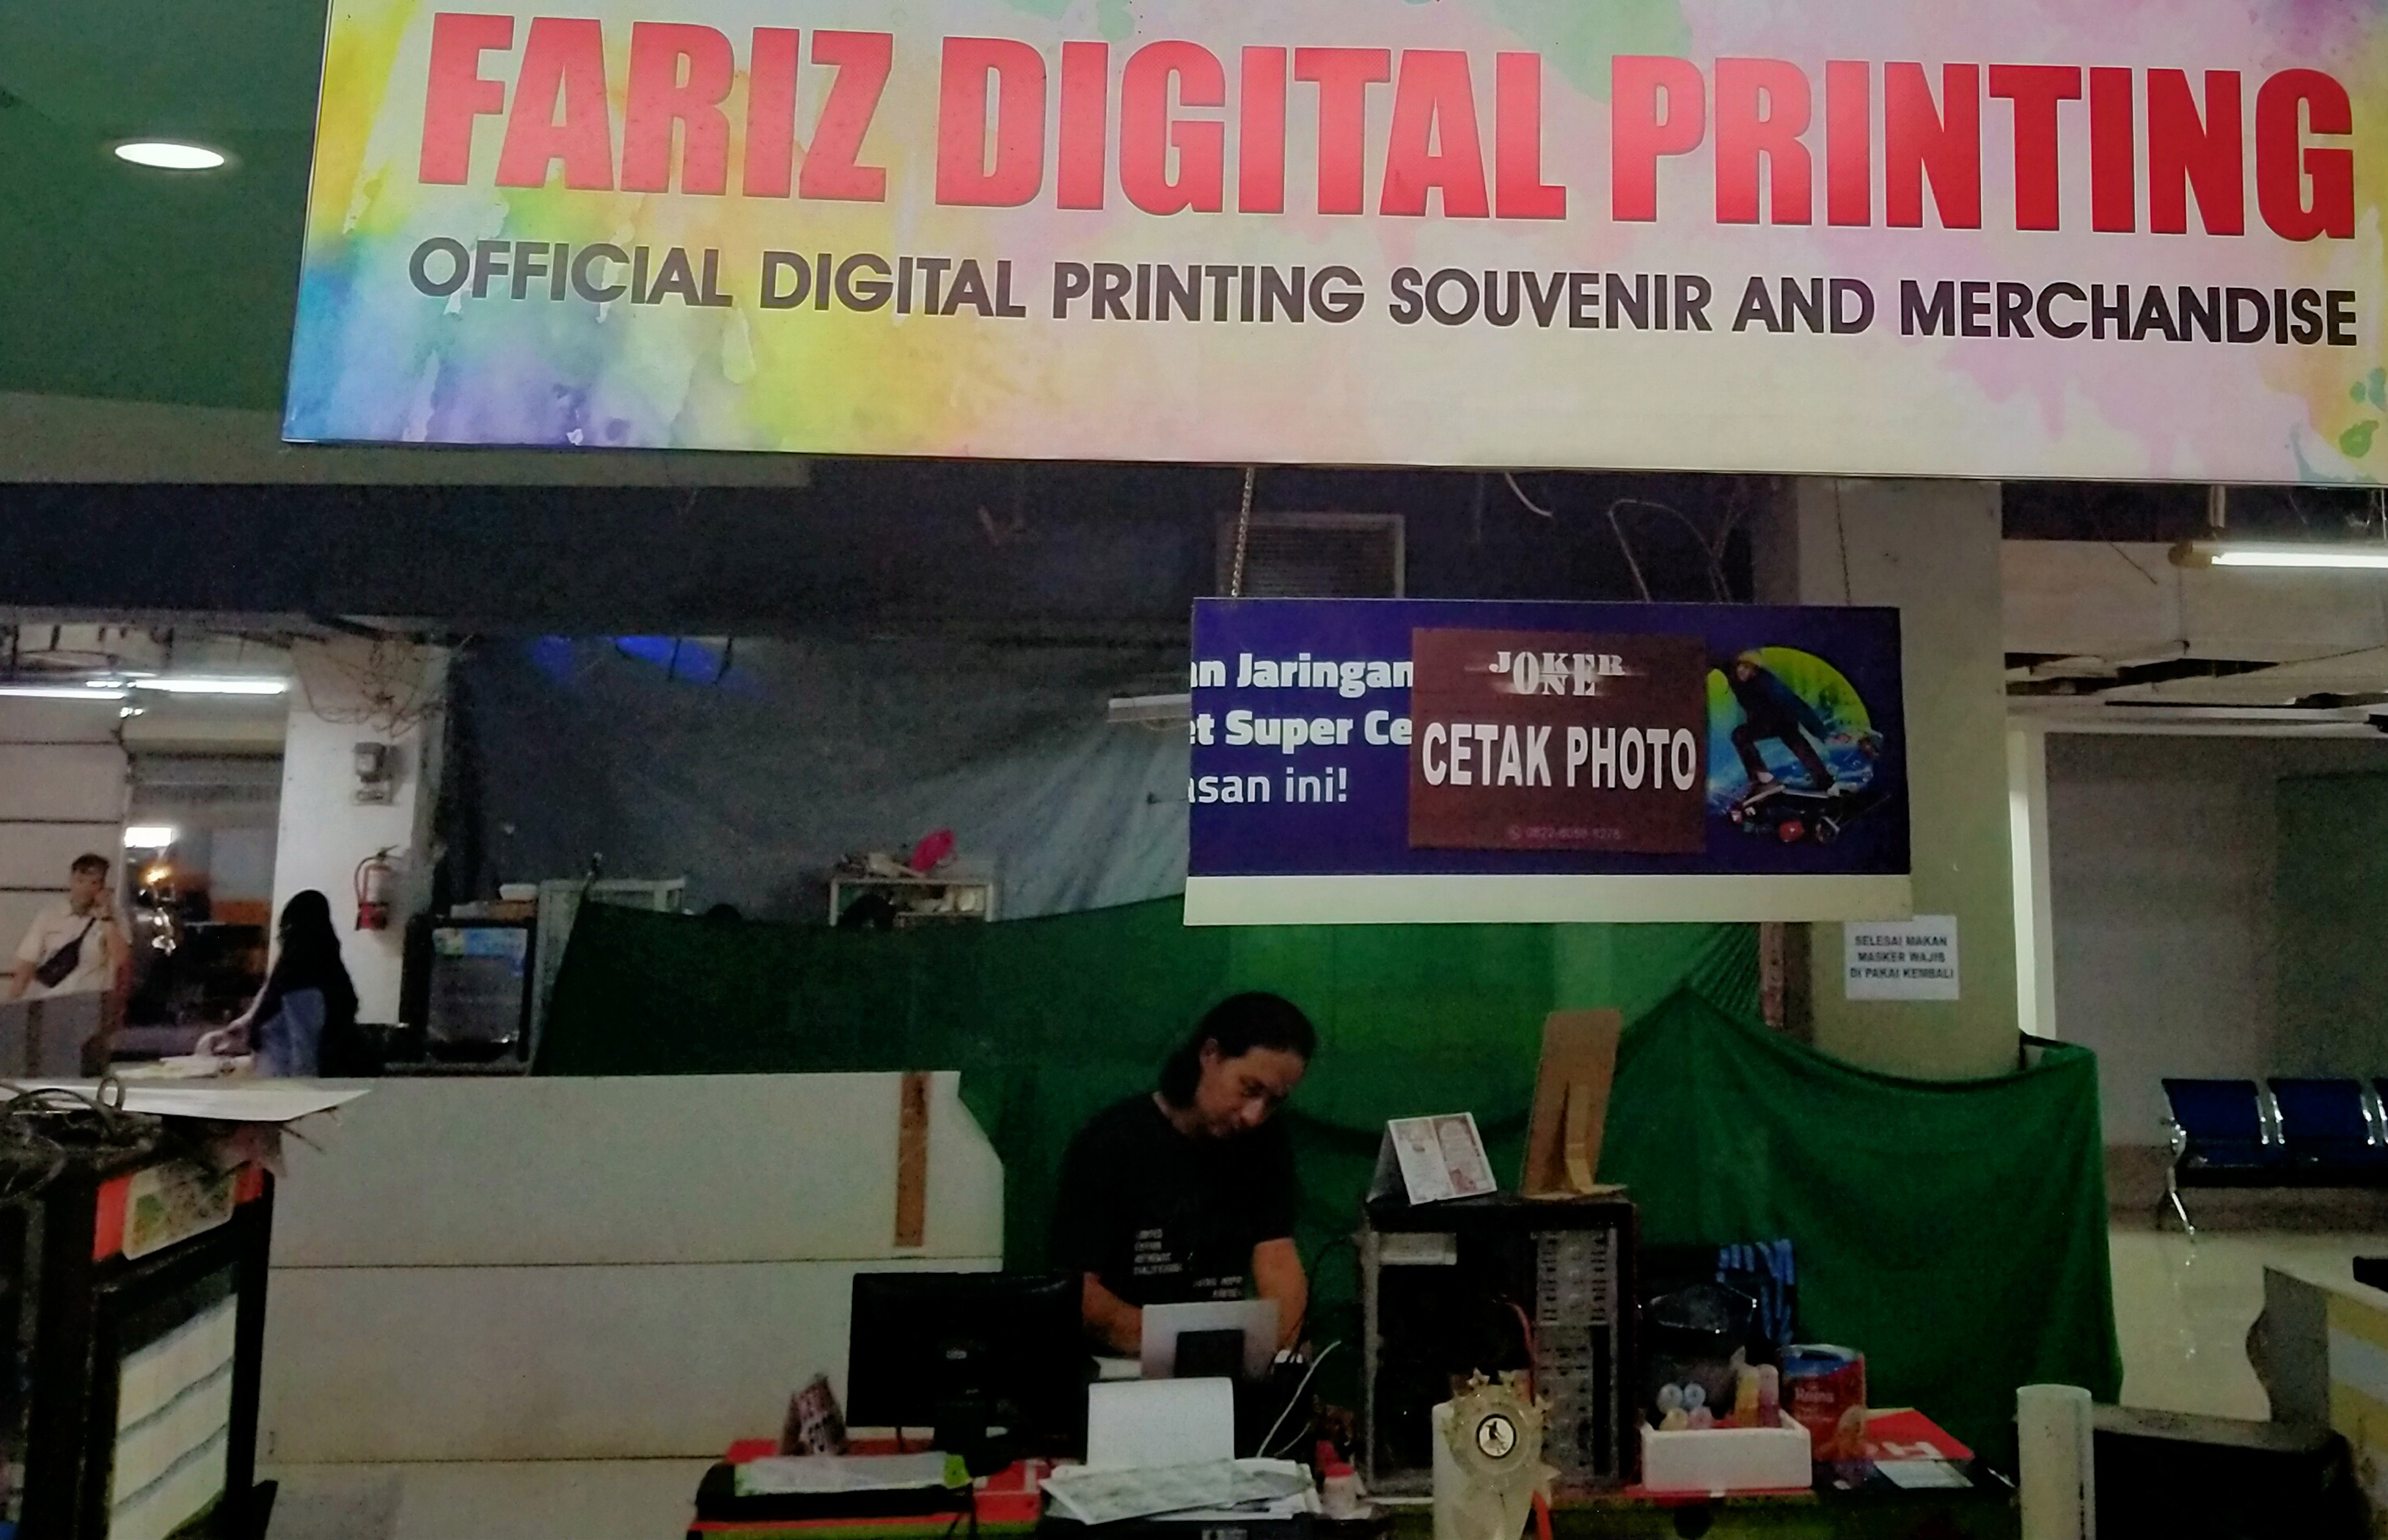 FARIZ DIGITAL PRINTING
OFFICIAL DIGITAL PRINTING SOUVENIR AND MERCHANDISE
an Jaringan
et Super Ce
asan ini!
JOKER
ONE
CETAK PHOTO
SELESAI MAKAN
MASKER WAJIB
DI PAKAI KEMBALI